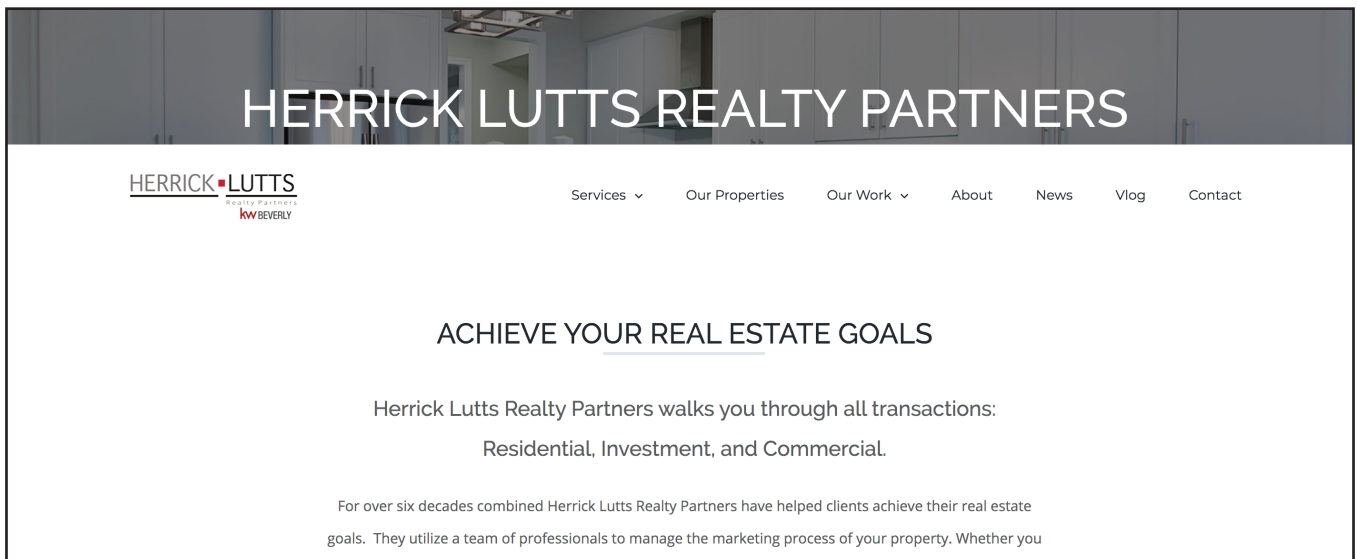 HERRICK LUTTS REALTY PARTNERS
HERRICK▪LUTTS
Realty Partners
kw BEVERLY
Services
Our Properties
Our Work
About
News
Vlog
Contact
ACHIEVE YOUR REAL ESTATE GOALS
Herrick Lutts Realty Partners walks you through all transactions:
Residential, Investment, and Commercial.
For over six decades combined Herrick Lutts Realty Partners have helped clients achieve their real estate
goals.  They utilize a team of professionals to manage the marketing process of your property. Whether you